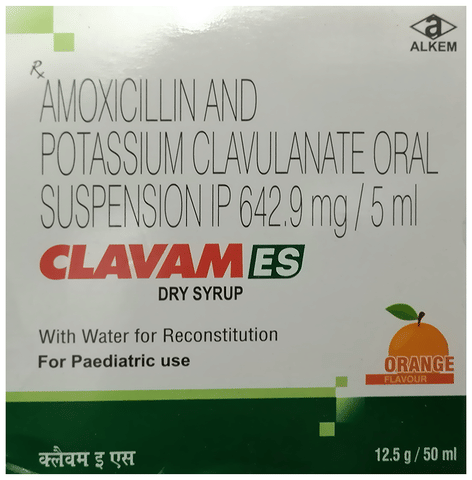 a
ALKEM
Rx
AMOXICILLIN AND
POTASSIUM CLAVULANATE ORAL
SUSPENSION IP 642.9 mg / 5 ml
CLAVAM ES
DRY SYRUP
With Water for Reconstitution
For Paediatric use
ORANGE
FLAVOUR
क्लैवम इ एस
12.5 g / 50 ml